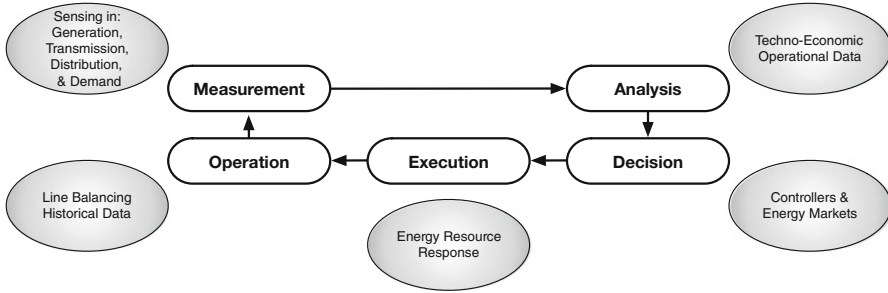 Sensing in:
Generation,
Transmission,
Distribution,
& Demand
Measurement
Analysis
Techno-Economic
Operational Data
Operation
Execution
Decision
Line Balancing
Historical Data
Energy Resource
Response
Controllers &
Energy Markets